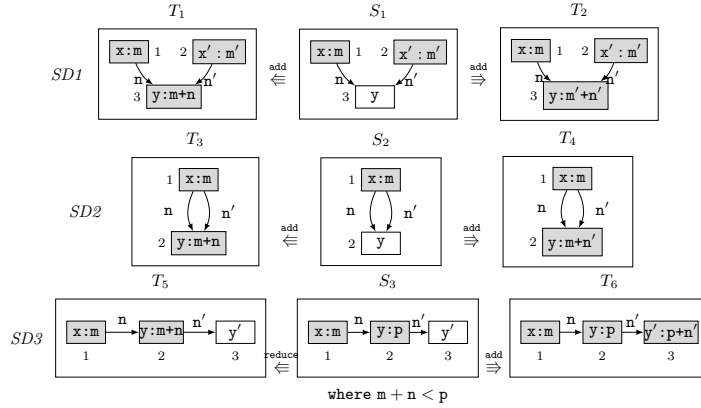 T₁ S₁ T₂
SD1
x:m 1 2 x′:m′ n n′ 3 y:m+n
add
⇚
x:m 1 2 x′:m′ n n′ 3 y
add
⇛
x:m 1 2 x′:m′ n n′ 3 y:m′+n′
T₃ S₂ T₄
SD2
1 x:m n n′ 2 y:m+n
add
⇚
1 x:m n n′ 2 y
add
⇛
1 x:m n n′ 2 y:m+n′
T₅ S₃ T₆
SD3
x:m n y:m+n n′ y′
1 2 3
reduce
⇚
x:m n y:p n′ y′
1 2 3
add
⇛
x:m n y:p n′ y′:p+n′
1 2 3
where m + n < p